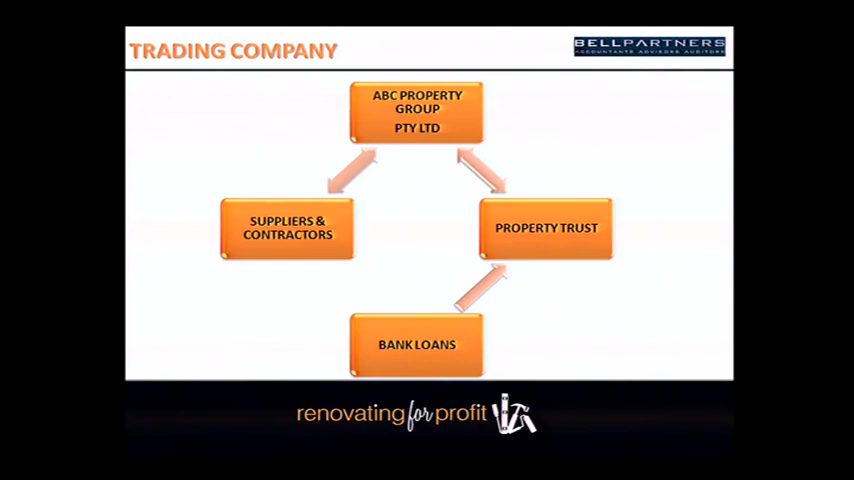 TRADING COMPANY
BELLPARTNERS
ACCOUNTANTS ADVISORS AUDITORS
ABC PROPERTY
GROUP
PTY LTD
SUPPLIERS &
CONTRACTORS
PROPERTY TRUST
BANK LOANS
renovating for profit